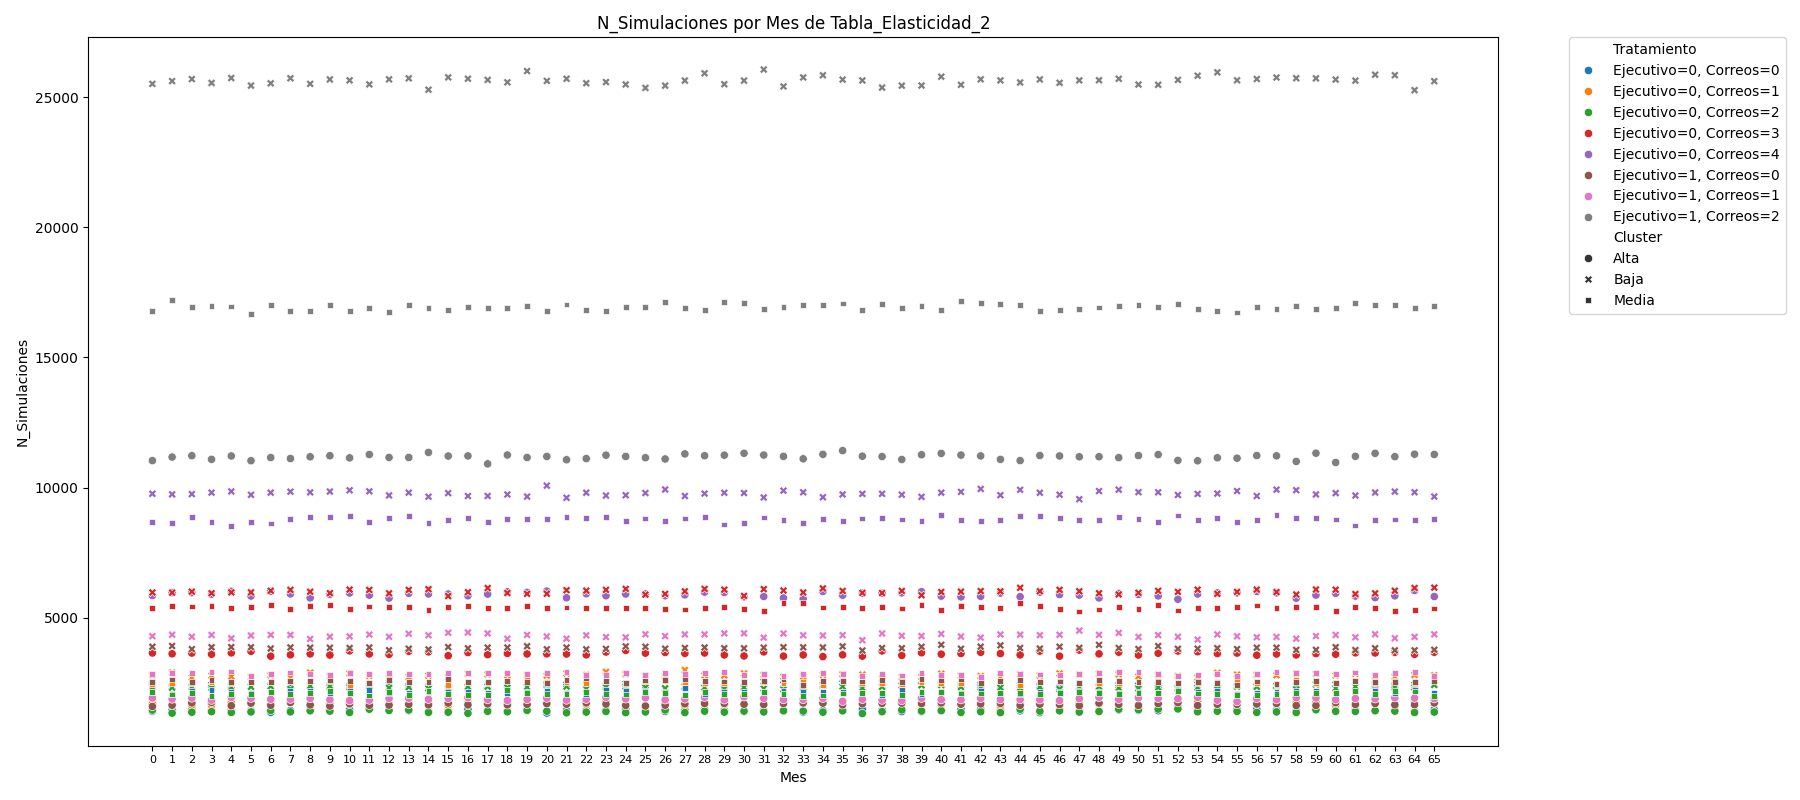 N_Simulaciones por Mes de Tabla_Elasticidad_2
N_Simulaciones
25000
20000
15000
10000
5000
0 1 2 3 4 5 6 7 8 9 10 11 12 13 14 15 16 17 18 19 20 21 22 23 24 25 26 27 28 29 30 31 32 33 34 35 36 37 38 39 40 41 42 43 44 45 46 47 48 49 50 51 52 53 54 55 56 57 58 59 60 61 62 63 64 65
Mes
Tratamiento
Ejecutivo=0, Correos=0
Ejecutivo=0, Correos=1
Ejecutivo=0, Correos=2
Ejecutivo=0, Correos=3
Ejecutivo=0, Correos=4
Ejecutivo=1, Correos=0
Ejecutivo=1, Correos=1
Ejecutivo=1, Correos=2
Cluster
Alta
Baja
Media